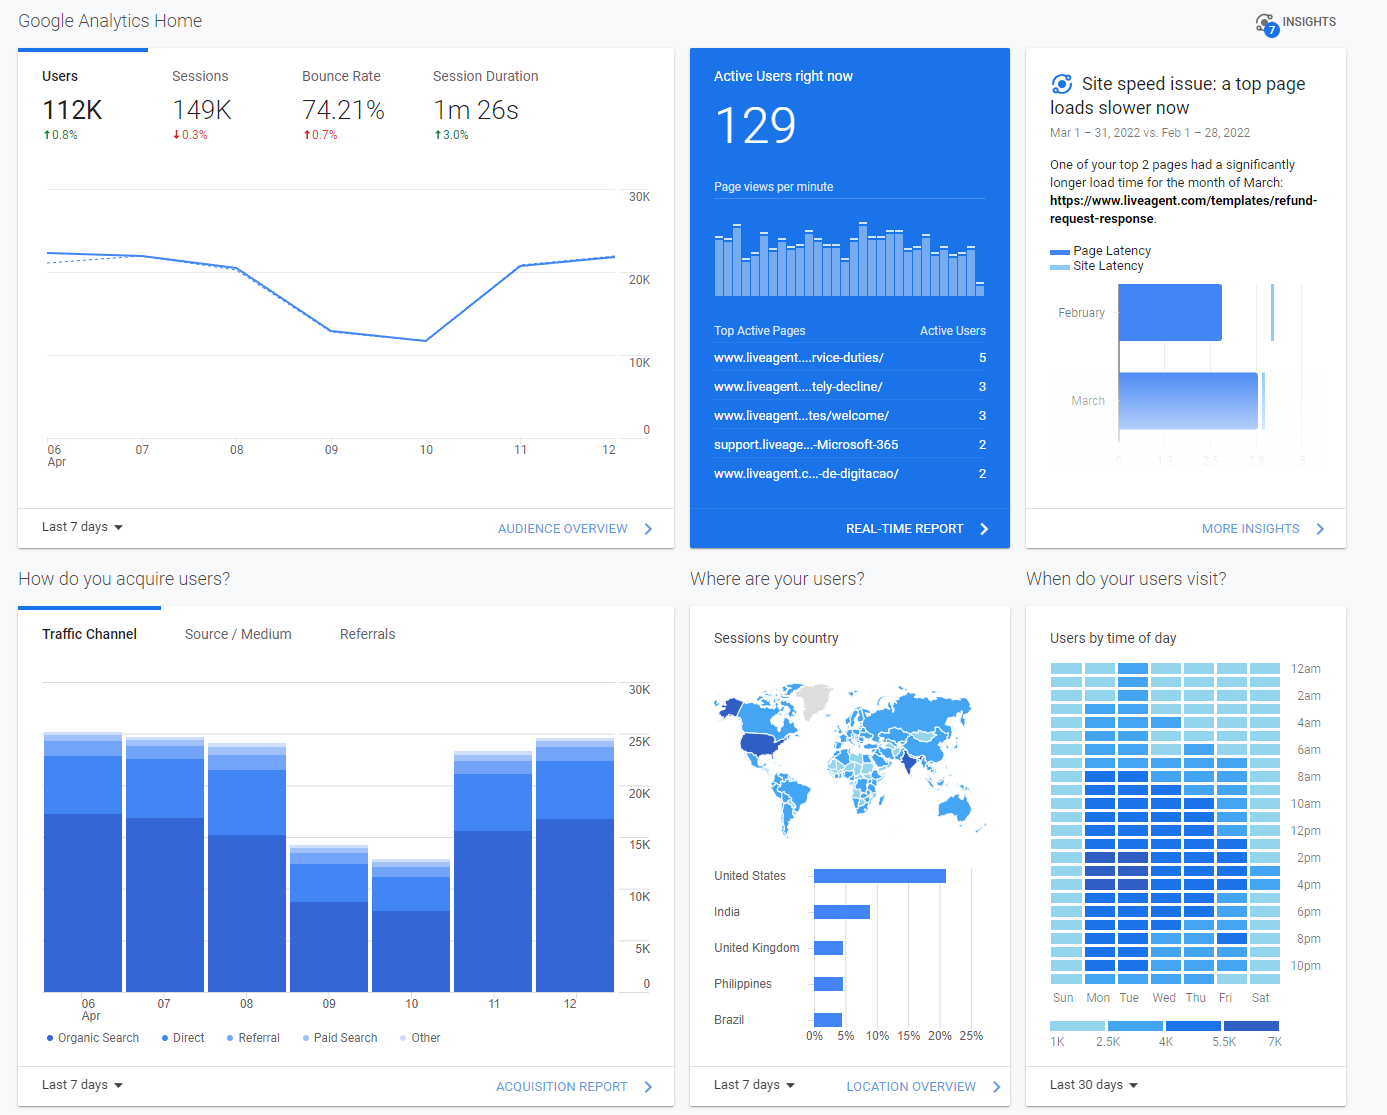 Google Analytics Home
7 INSIGHTS
Users
112K
0.8%
Sessions
149K
0.3%
Bounce Rate
74.21%
0.7%
Session Duration
1m 26s
3.0%
30K
20K
10K
0
06 07 08 09 10 11 12
Apr
Last 7 days
AUDIENCE OVERVIEW
Active Users right now
129
Page views per minute
Top Active Pages Active Users
www.liveagent....rvice-duties/ 5
www.liveagent....tely-decline/ 3
www.liveagent...tes/welcome/ 3
support.liveage...-Microsoft-365 2
www.liveagent.c...-de-digitacao/ 2
REAL-TIME REPORT
Site speed issue: a top page
loads slower now
Mar 1 – 31, 2022 vs. Feb 1 – 28, 2022
One of your top 2 pages had a significantly
longer load time for the month of March:
https://www.liveagent.com/templates/refund-
request-response.
Page Latency
Site Latency
February
March
0 1.3 2.5 3.8 5
MORE INSIGHTS
How do you acquire users?
Traffic Channel Source / Medium Referrals
30K
25K
20K
15K
10K
5K
0
06 07 08 09 10 11 12
Apr
Organic Search Direct Referral Paid Search Other
Last 7 days
ACQUISITION REPORT
Where are your users?
Sessions by country
United States
India
United Kingdom
Philippines
Brazil
0% 5% 10% 15% 20% 25%
Last 7 days
LOCATION OVERVIEW
When do your users visit?
Users by time of day
12am
2am
4am
6am
8am
10am
12pm
2pm
4pm
6pm
8pm
10pm
Sun Mon Tue Wed Thu Fri Sat
1K 2.5K 4K 5.5K 7K
Last 30 days